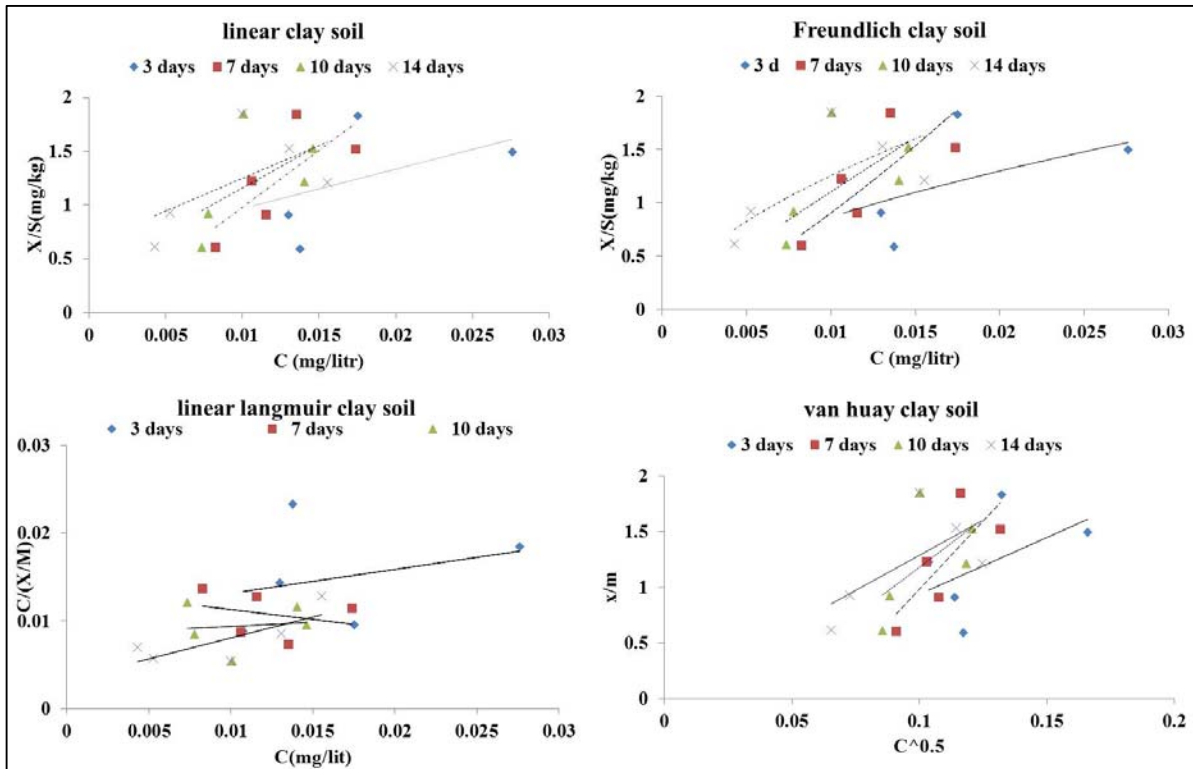 linear clay soil
3 days 7 days 10 days 14 days
2
1.5
1
0.5
0
X/S(mg/kg)
0 0.005 0.01 0.015 0.02 0.025 0.03
C (mg/litr)
Freundlich clay soil
3 d 7 days 10 days 14 days
2
1.5
1
0.5
0
X/S(mg/kg)
0 0.005 0.01 0.015 0.02 0.025 0.03
C (mg/litr)
linear langmuir clay soil
3 days 7 days 10 days
0.03
0.02
0.01
0.00
C/(X/M)
0 0.005 0.01 0.015 0.02 0.025 0.03
C(mg/lit)
van huay clay soil
3 days 7 days 10 days 14 days
2
1.5
1
0.5
0
x/m
0 0.05 0.1 0.15 0.2
C^0.5